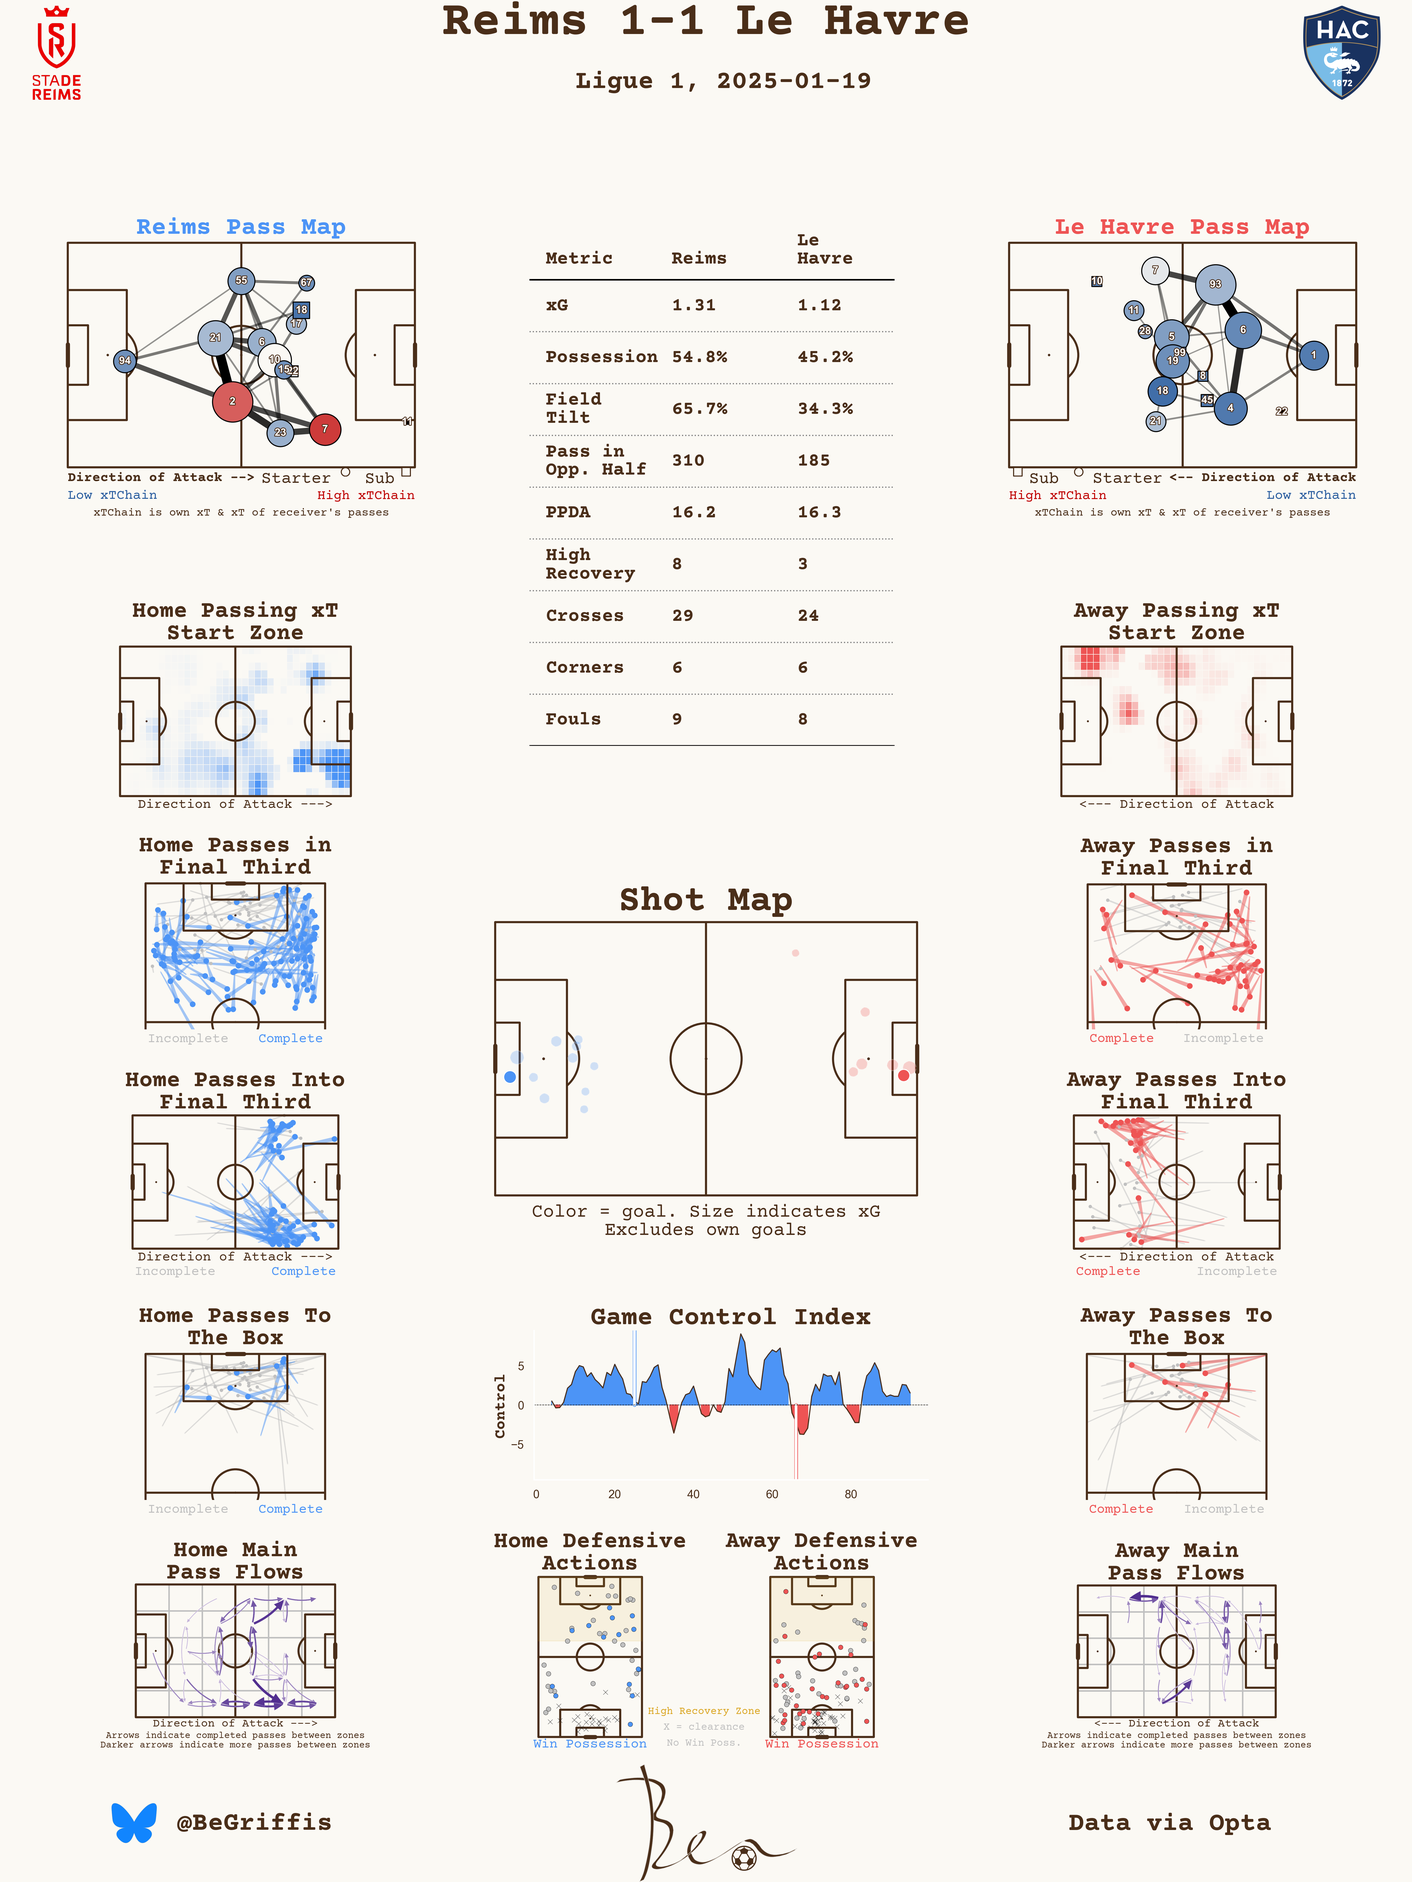 Reims 1-1 Le Havre
Ligue 1, 2025-01-19
STADE
REIMS
HAC
1872
Reims Pass Map
55
67
18
17
21
6
10
94
15
22
2
23
7
11
Direction of Attack --> Starter Sub
Low xTChain High xTChain
xTChain is own xT & xT of receiver's passes
Metric Reims Le Havre
xG 1.31 1.12
Possession 54.8% 45.2%
Field Tilt 65.7% 34.3%
Pass in Opp. Half 310 185
PPDA 16.2 16.3
High Recovery 8 3
Crosses 29 24
Corners 6 6
Fouls 9 8
Le Havre Pass Map
7
10
93
11
28
5
6
99
19
1
8
18
45
4
21
22
Sub Starter <-- Direction of Attack
High xTChain Low xTChain
xTChain is own xT & xT of receiver's passes
Home Passing xT
Start Zone
Direction of Attack --->
Away Passing xT
Start Zone
<--- Direction of Attack
Home Passes in
Final Third
Incomplete Complete
Away Passes in
Final Third
Complete Incomplete
Shot Map
Color = goal. Size indicates xG
Excludes own goals
Home Passes Into
Final Third
Direction of Attack --->
Incomplete Complete
Away Passes Into
Final Third
<--- Direction of Attack
Complete Incomplete
Home Passes To
The Box
Incomplete Complete
Game Control Index
Control
5
0
−5
0 20 40 60 80
Away Passes To
The Box
Complete Incomplete
Home Main
Pass Flows
Direction of Attack --->
Arrows indicate completed passes between zones
Darker arrows indicate more passes between zones
Home Defensive
Actions
Win Possession
High Recovery Zone
X = clearance
No Win Poss.
Away Defensive
Actions
Win Possession
Away Main
Pass Flows
<--- Direction of Attack
Arrows indicate completed passes between zones
Darker arrows indicate more passes between zones
@BeGriffis
Ben
Data via Opta